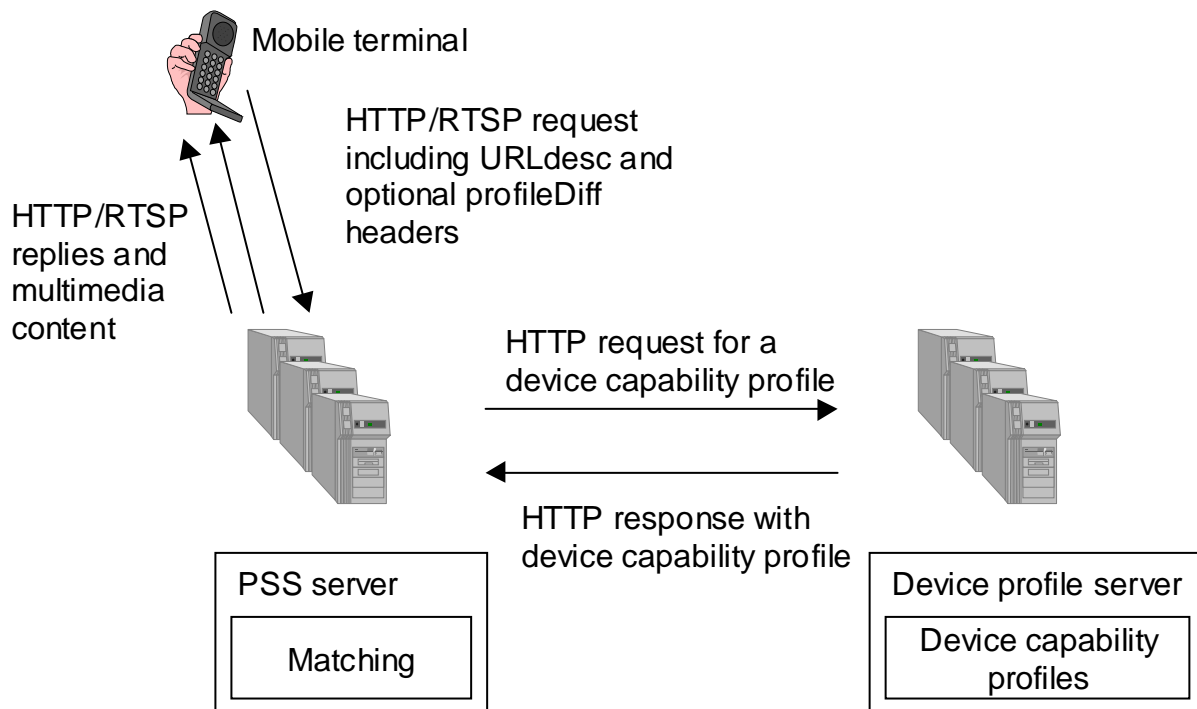 Mobile terminal
HTTP/RTSP request
including URLdesc and
optional profileDiff
headers
HTTP/RTSP
replies and
multimedia
content
HTTP request for a
device capability profile
HTTP response with
device capability profile
PSS server
Matching
Device profile server
Device capability
profiles